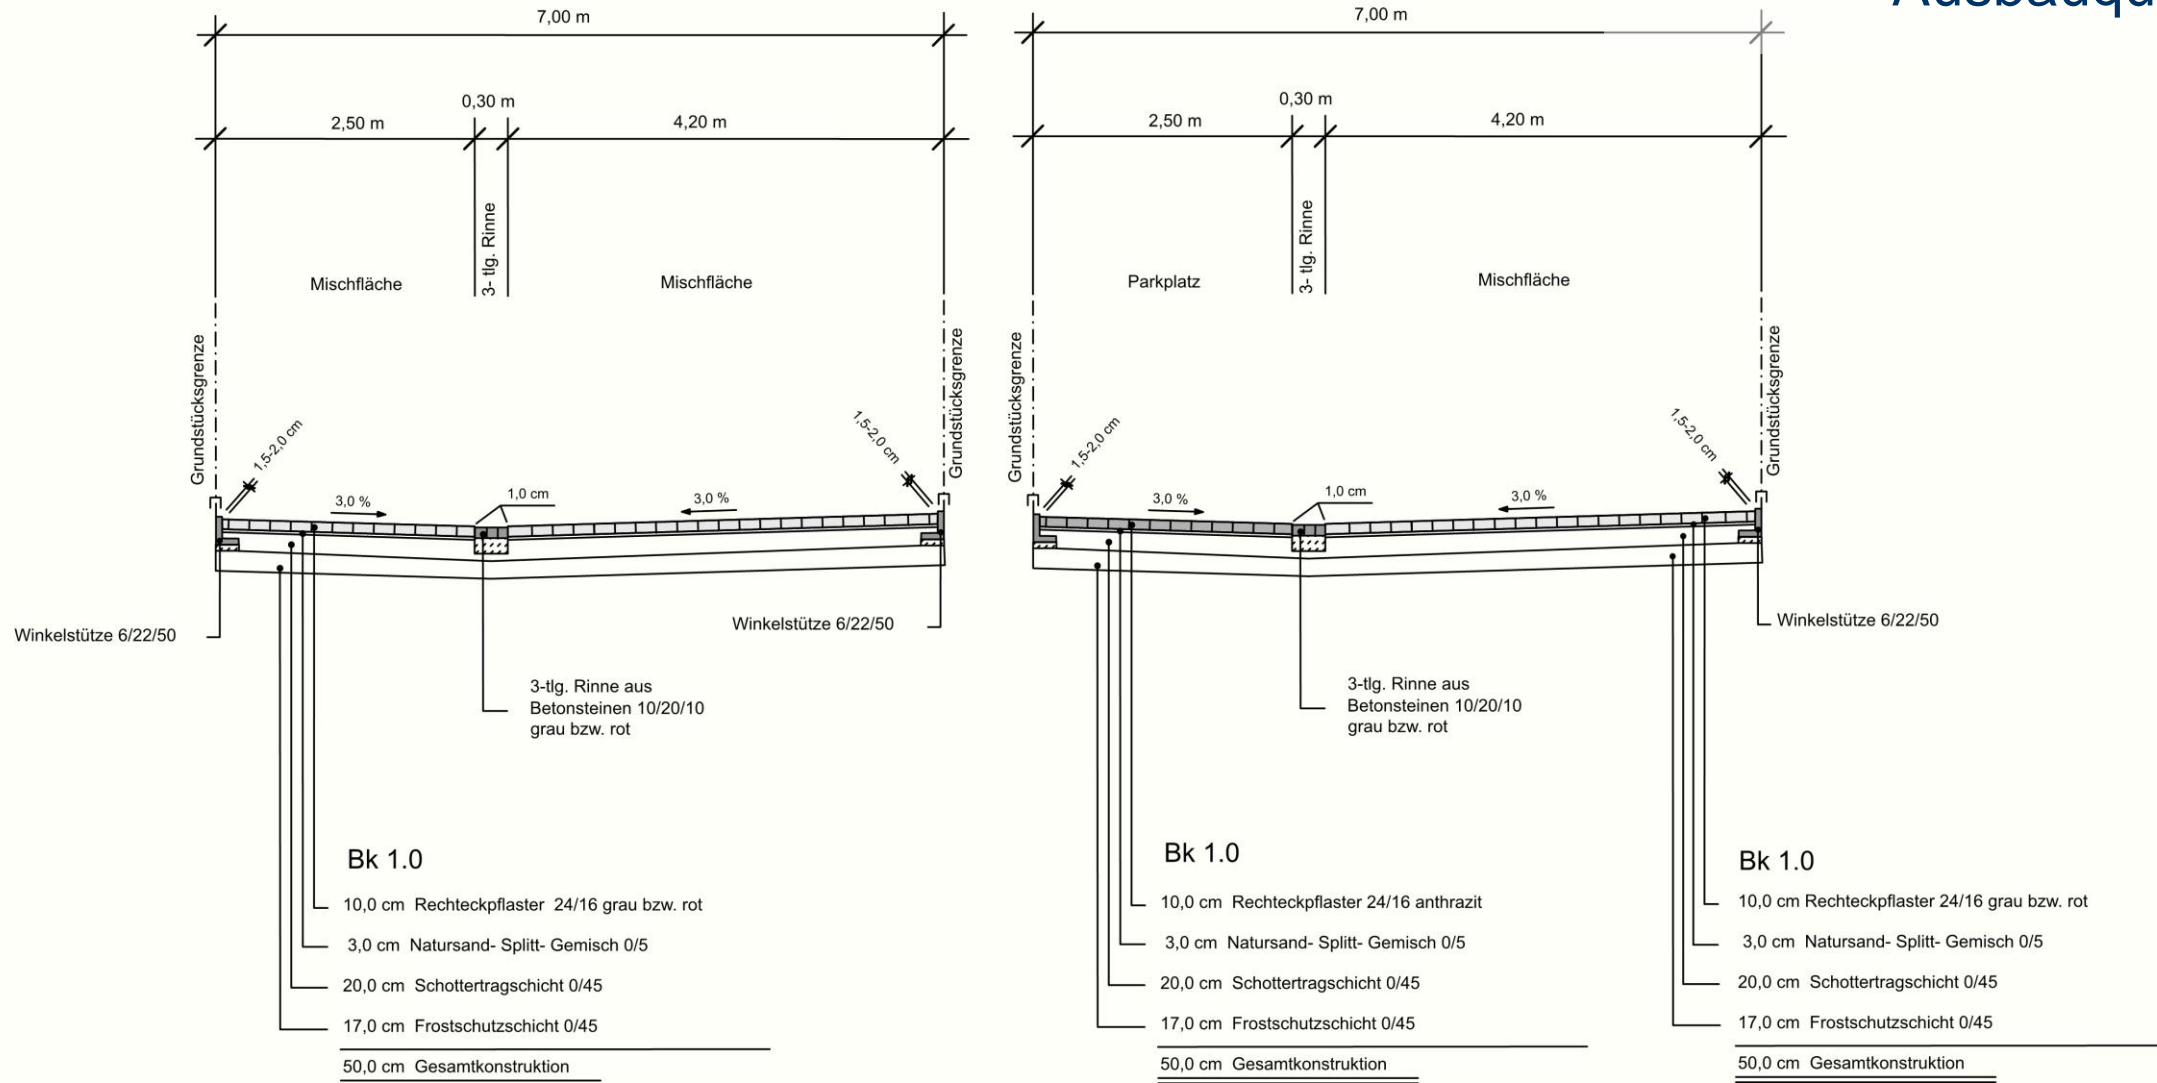 Ausbauqu
7,00 m
0,30 m
2,50 m
4,20 m
3- tlg. Rinne
Mischfläche
Mischfläche
Grundstücksgrenze
Grundstücksgrenze
1,5-2,0 cm
1,5-2,0 cm
3,0 %
1,0 cm
3,0 %
Winkelstütze 6/22/50
Winkelstütze 6/22/50
3-tlg. Rinne aus
Betonsteinen 10/20/10
grau bzw. rot
Bk 1.0
10,0 cm Rechteckpflaster 24/16 grau bzw. rot
3,0 cm Natursand- Splitt- Gemisch 0/5
20,0 cm Schottertragschicht 0/45
17,0 cm Frostschutzschicht 0/45
50,0 cm Gesamtkonstruktion
7,00 m
0,30 m
2,50 m
4,20 m
3- tlg. Rinne
Parkplatz
Mischfläche
Grundstücksgrenze
Grundstücksgrenze
1,5-2,0 cm
1,5-2,0 cm
3,0 %
1,0 cm
3,0 %
Winkelstütze 6/22/50
3-tlg. Rinne aus
Betonsteinen 10/20/10
grau bzw. rot
Bk 1.0
10,0 cm Rechteckpflaster 24/16 anthrazit
3,0 cm Natursand- Splitt- Gemisch 0/5
20,0 cm Schottertragschicht 0/45
17,0 cm Frostschutzschicht 0/45
50,0 cm Gesamtkonstruktion
Bk 1.0
10,0 cm Rechteckpflaster 24/16 grau bzw. rot
3,0 cm Natursand- Splitt- Gemisch 0/5
20,0 cm Schottertragschicht 0/45
17,0 cm Frostschutzschicht 0/45
50,0 cm Gesamtkonstruktion